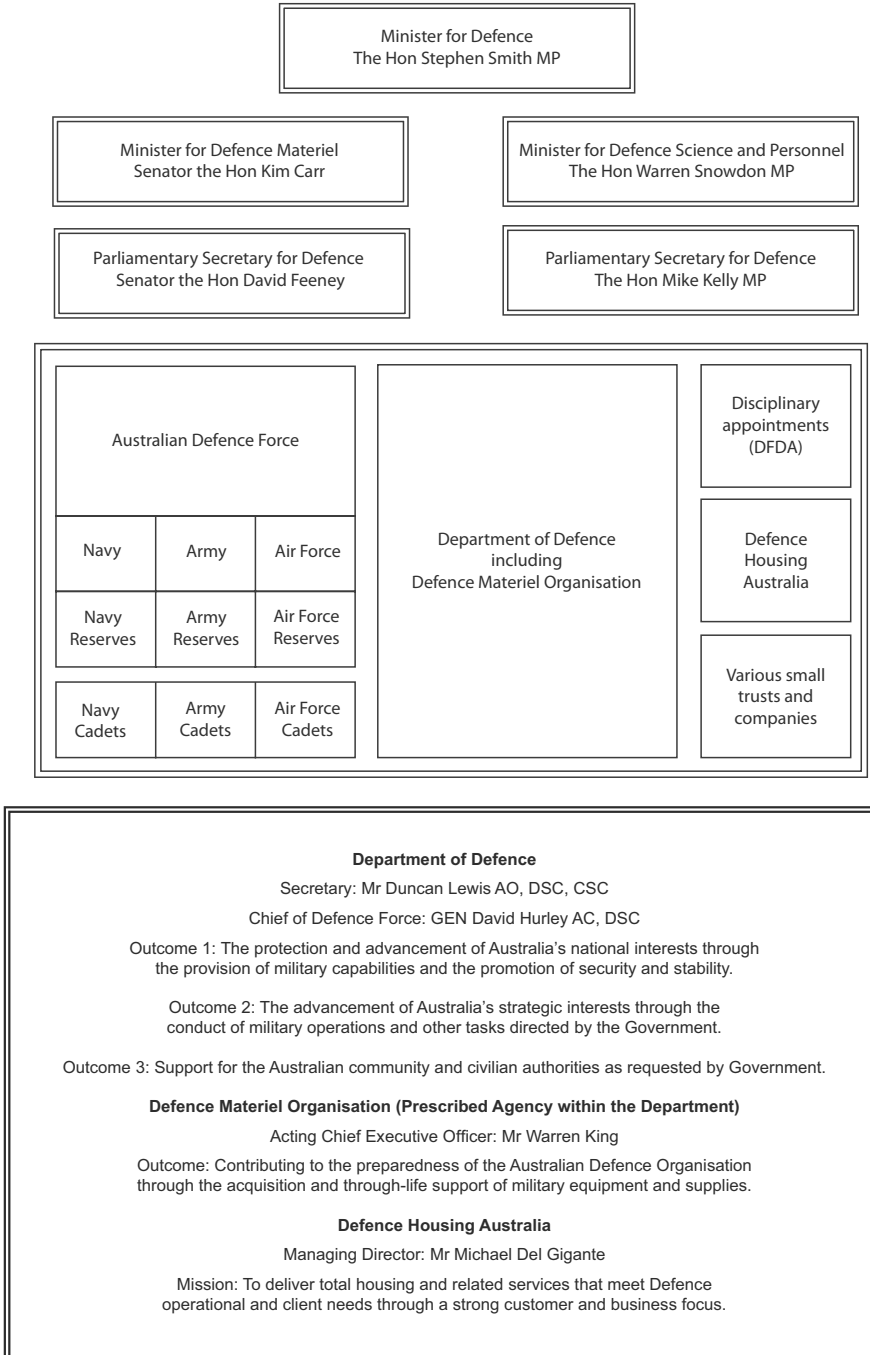 Minister for Defence
The Hon Stephen Smith MP
Minister for Defence Materiel
Senator the Hon Kim Carr
Minister for Defence Science and Personnel
The Hon Warren Snowdon MP
Parliamentary Secretary for Defence
Senator the Hon David Feeney
Parliamentary Secretary for Defence
The Hon Mike Kelly MP
Australian Defence Force
Navy
Army
Air Force
Navy
Reserves
Army
Reserves
Air Force
Reserves
Navy
Cadets
Army
Cadets
Air Force
Cadets
Department of Defence
including
Defence Materiel Organisation
Disciplinary
appointments
(DFDA)
Defence
Housing
Australia
Various small
trusts and
companies
Department of Defence
Secretary: Mr Duncan Lewis AO, DSC, CSC
Chief of Defence Force: GEN David Hurley AC, DSC
Outcome 1: The protection and advancement of Australia's national interests through
the provision of military capabilities and the promotion of security and stability.
Outcome 2: The advancement of Australia's strategic interests through the
conduct of military operations and other tasks directed by the Government.
Outcome 3: Support for the Australian community and civilian authorities as requested by Government.
Defence Materiel Organisation (Prescribed Agency within the Department)
Acting Chief Executive Officer: Mr Warren King
Outcome: Contributing to the preparedness of the Australian Defence Organisation
through the acquisition and through-life support of military equipment and supplies.
Defence Housing Australia
Managing Director: Mr Michael Del Gigante
Mission: To deliver total housing and related services that meet Defence
operational and client needs through a strong customer and business focus.